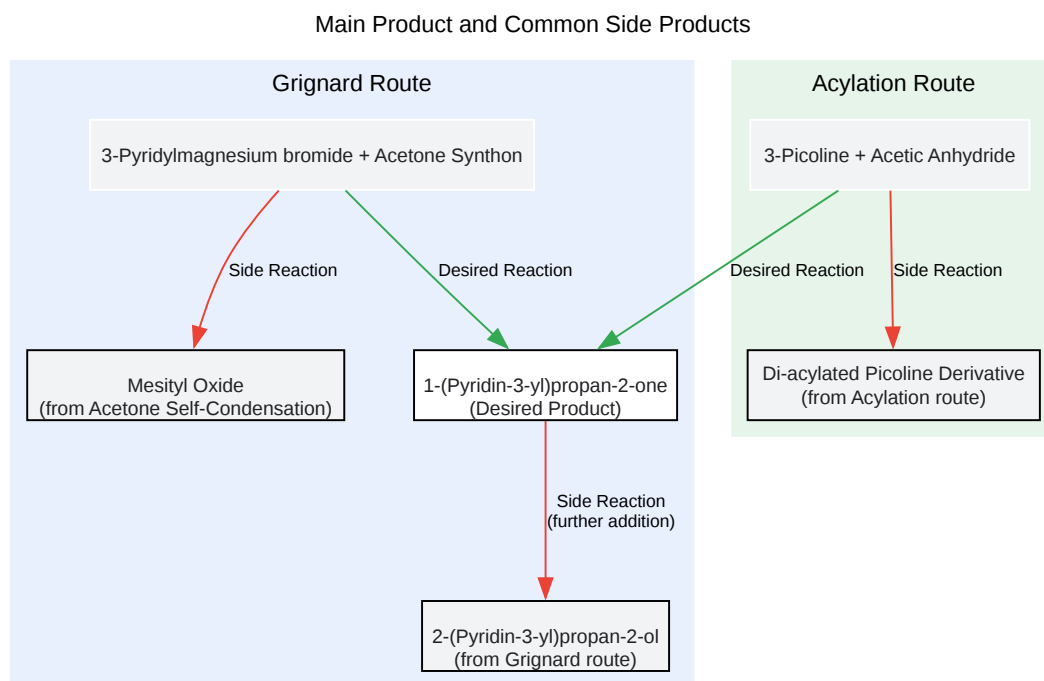 Main Product and Common Side Products
Grignard Route
Acylation Route
3-Pyridylmagnesium bromide + Acetone Synthon
3-Picoline + Acetic Anhydride
Side Reaction
Desired Reaction
Desired Reaction
Side Reaction
Mesityl Oxide
(from Acetone Self-Condensation)
1-(Pyridin-3-yl)propan-2-one
(Desired Product)
Di-acylated Picoline Derivative
(from Acylation route)
Side Reaction
(further addition)
2-(Pyridin-3-yl)propan-2-ol
(from Grignard route)